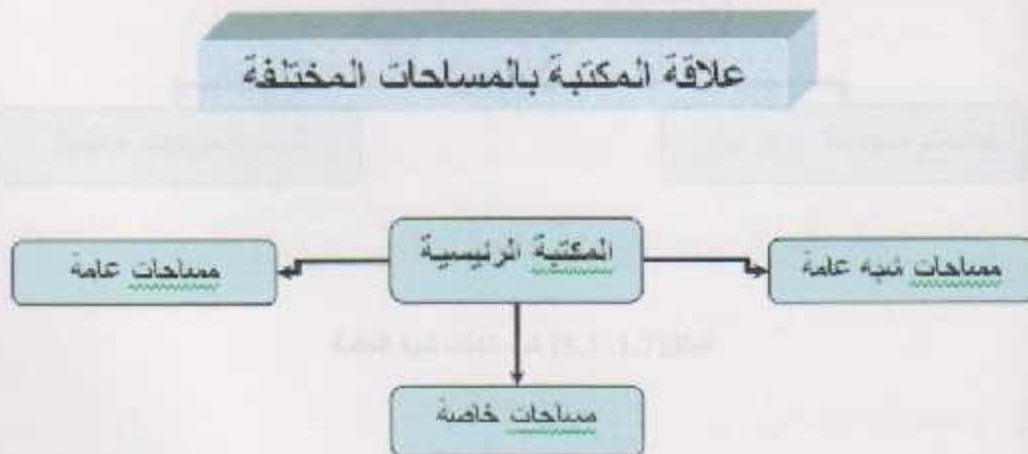 علاقة المكتبة بالمساحات المختلفة
المكتبة الرئيسية
مساحات شبه عامة
مساحات عامة
مساحات خاصة